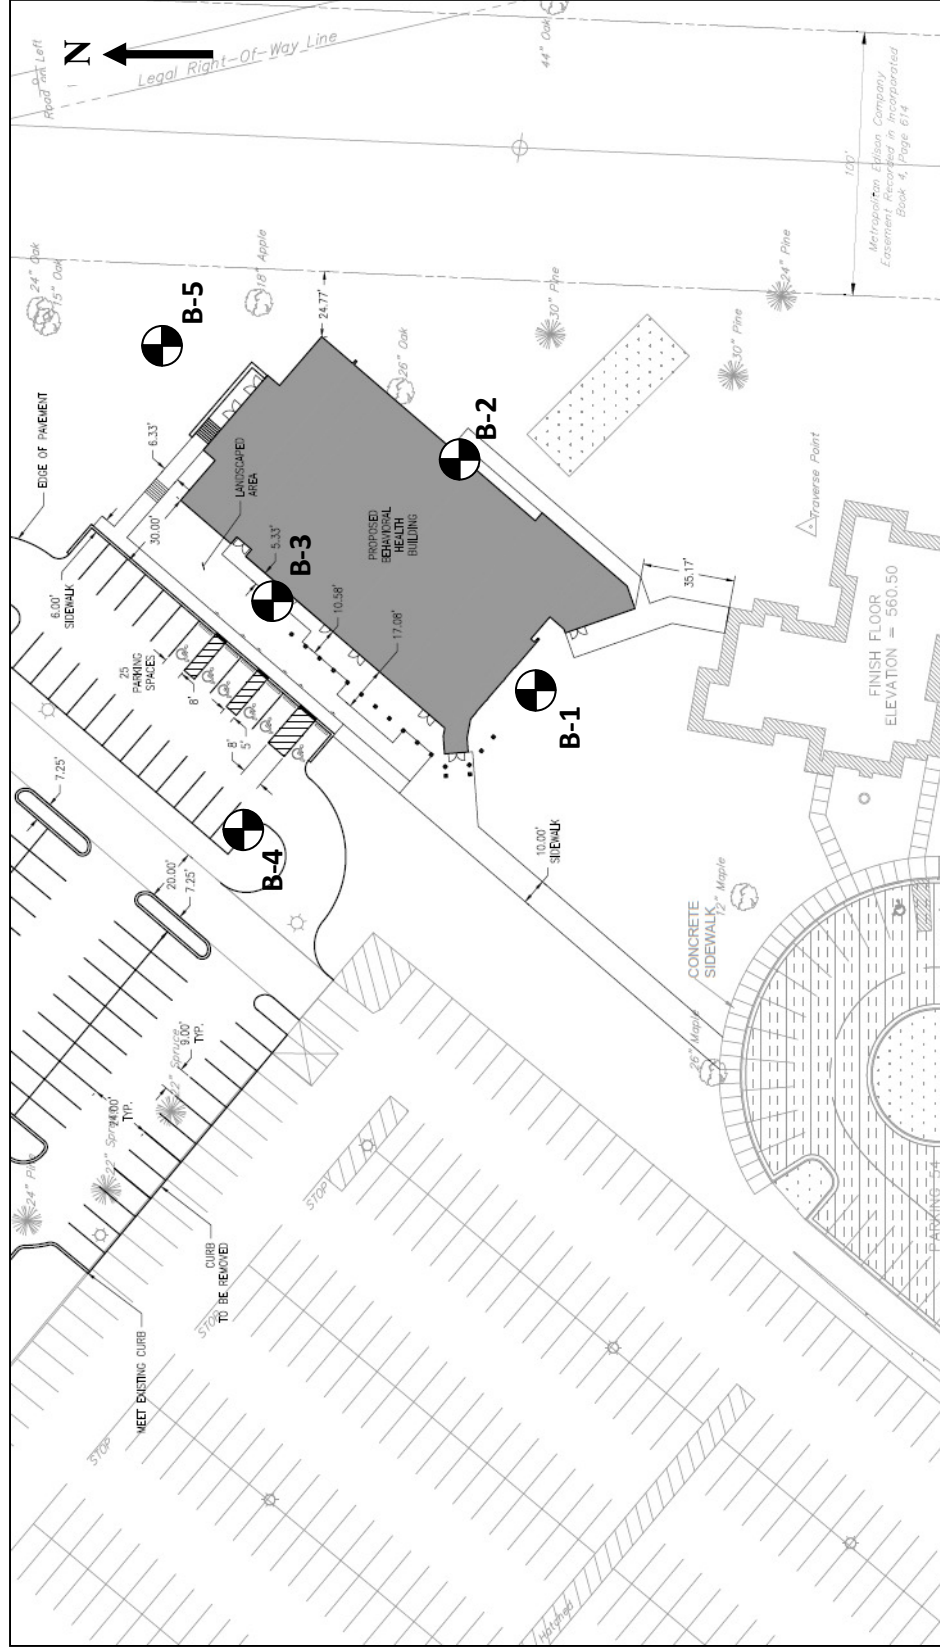 N
Road on Left
Legal Right-Of-Way Line
44" Oak
100'
Metropolitan Edison Company
Easement Recorded in Incorporated
Book 4, Page 614
24" Oak
15" Oak
18" Apple
B-5
24.77'
30" Pine
24" Pine
30" Pine
26" Oak
EDGE OF PAVEMENT
6.33'
LANDSCAPED
AREA
30.00'
B-2
PROPOSED
BEHAVIORAL
HEALTH
BUILDING
5.33'
B-3
10.58'
17.08'
6.00'
SIDEWALK
25
PARKING
SPACES
8'
8'
5'
Traverse Point
35.17'
FINISH FLOOR
ELEVATION = 560.50
B-1
7.25'
B-4
20.00'
7.25'
10.00'
SIDEWALK
12" Maple
CONCRETE
SIDEWALK
26" Maple
9.00'
TYP.
22" Spruce
24.00'
TYP.
22" Spruce
24" Pine
STOP
CURB
TO BE REMOVED
STOP
MEET EXISTING CURB
STOP
PARKING 54
Hatched